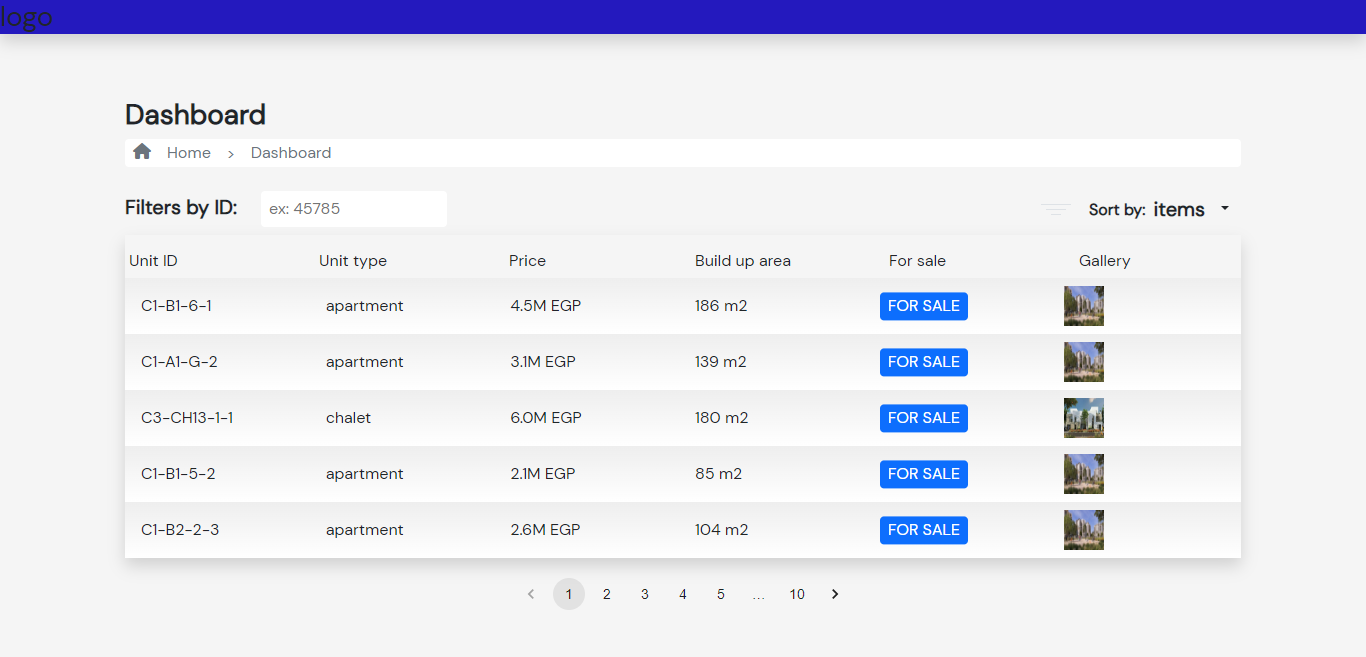 logo
Dashboard
Home > Dashboard
Filters by ID: ex: 45785 Sort by: items
Unit ID Unit type Price Build up area For sale Gallery
C1-B1-6-1 apartment 4.5M EGP 186 m2 FOR SALE
C1-A1-G-2 apartment 3.1M EGP 139 m2 FOR SALE
C3-CH13-1-1 chalet 6.0M EGP 180 m2 FOR SALE
C1-B1-5-2 apartment 2.1M EGP 85 m2 FOR SALE
C1-B2-2-3 apartment 2.6M EGP 104 m2 FOR SALE
‹ 1 2 3 4 5 … 10 ›